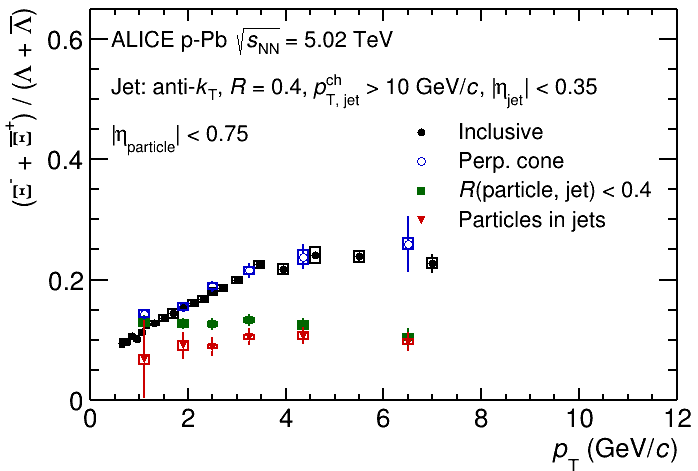 ALICE p-Pb √s_NN = 5.02 TeV
Jet: anti-k_T, R = 0.4, p_T, jet^ch > 10 GeV/c, |η_jet| < 0.35
|η_particle| < 0.75
Inclusive
Perp. cone
R(particle, jet) < 0.4
Particles in jets
(Ξ⁻ + Ξ̅⁺) / (Λ + Λ̅)
0.6
0.4
0.2
0
0 2 4 6 8 10 12
p_T (GeV/c)